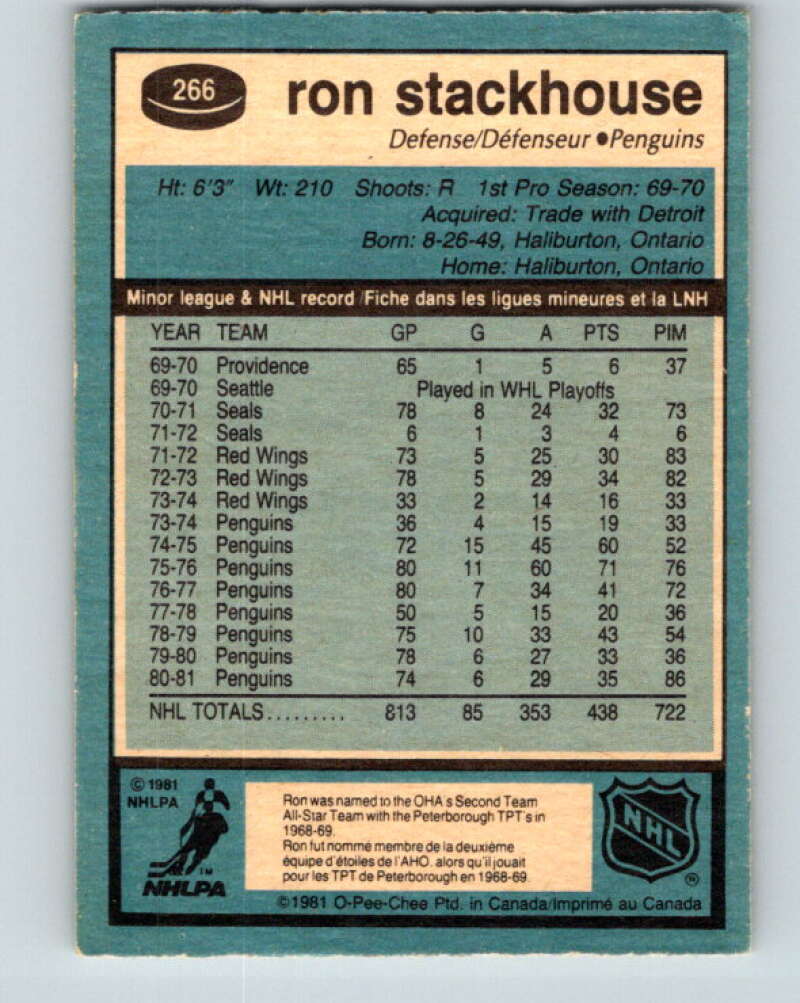 266
ron stackhouse
Defense/Défenseur ●Penguins
Ht: 6'3" Wt: 210 Shoots: R 1st Pro Season: 69-70
Acquired: Trade with Detroit
Born: 8-26-49, Haliburton, Ontario
Home: Haliburton, Ontario
Minor league & NHL record/Fiche dans les ligues mineures et la LNH
YEAR TEAM GP G A PTS PIM
69-70 Providence 65 1 5 6 37
69-70 Seattle Played in WHL Playoffs
70-71 Seals 78 8 24 32 73
71-72 Seals 6 1 3 4 6
71-72 Red Wings 73 5 25 30 83
72-73 Red Wings 78 5 29 34 82
73-74 Red Wings 33 2 14 16 33
73-74 Penguins 36 4 15 19 33
74-75 Penguins 72 15 45 60 52
75-76 Penguins 80 11 60 71 76
76-77 Penguins 80 7 34 41 72
77-78 Penguins 50 5 15 20 36
78-79 Penguins 75 10 33 43 54
79-80 Penguins 78 6 27 33 36
80-81 Penguins 74 6 29 35 86
NHL TOTALS......... 813 85 353 438 722
© 1981
NHLPA
TM
NHLPA
Ron was named to the OHA's Second Team
All-Star Team with the Peterborough TPT's in
1968-69.
Ron fut nommé membre de la deuxième
équipe d'étoiles de l'AHO, alors qu'il jouait
pour les TPT de Peterborough en 1968-69.
NHL
®
©1981 O-Pee-Chee Ptd. in Canada/Imprimé au Canada